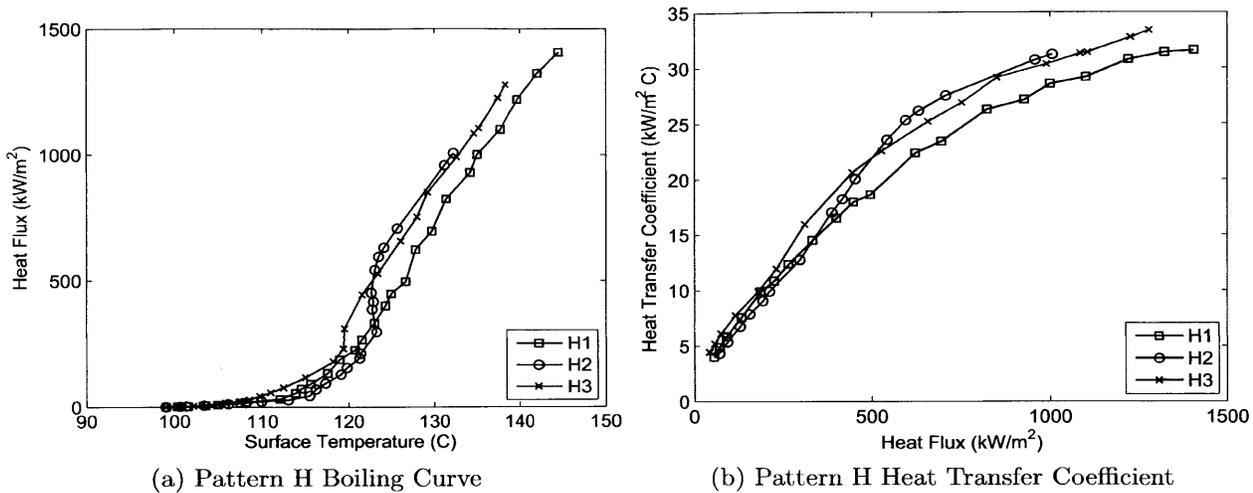 1500
1000
500
0
Heat Flux (kW/m²)
90 100 110 120 130 140 150
Surface Temperature (C)
H1
H2
H3
(a) Pattern H Boiling Curve
35
30
25
20
15
10
5
0
Heat Transfer Coefficient (kW/m² C)
0 500 1000 1500
Heat Flux (kW/m²)
H1
H2
H3
(b) Pattern H Heat Transfer Coefficient